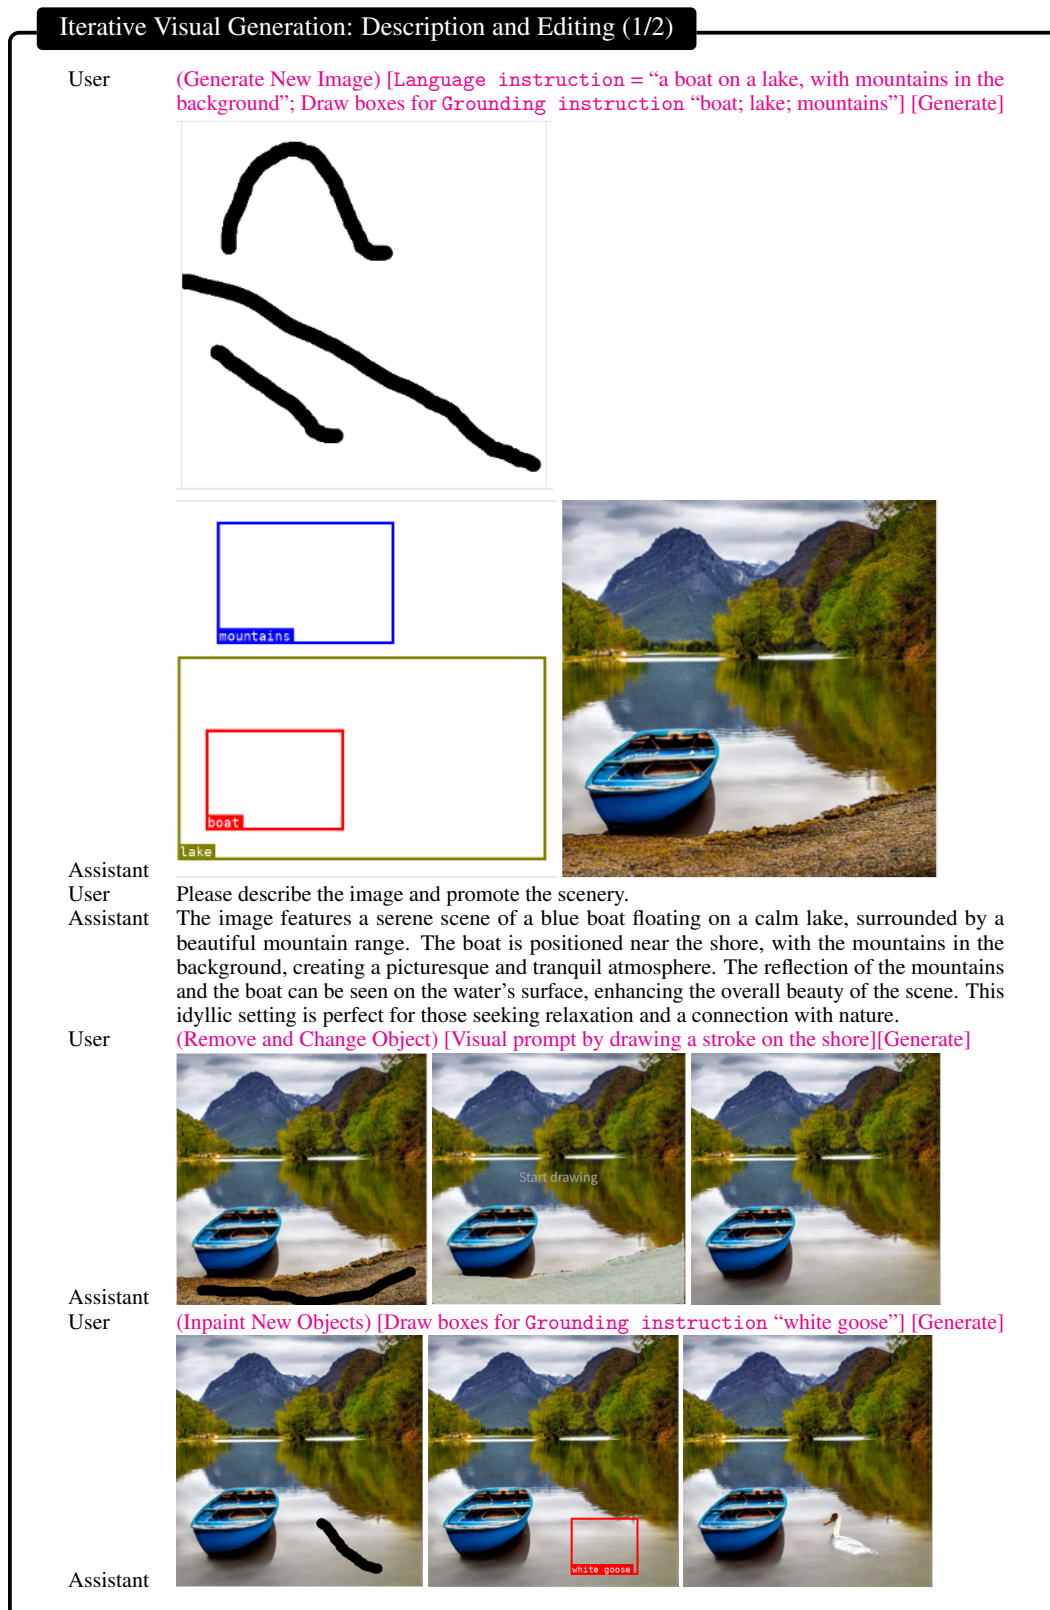 Iterative Visual Generation: Description and Editing (1/2)
User (Generate New Image) [Language instruction = “a boat on a lake, with mountains in the
background”; Draw boxes for Grounding instruction “boat; lake; mountains”] [Generate]
mountains
boat
lake
Assistant
User Please describe the image and promote the scenery.
Assistant The image features a serene scene of a blue boat floating on a calm lake, surrounded by a
beautiful mountain range. The boat is positioned near the shore, with the mountains in the
background, creating a picturesque and tranquil atmosphere. The reflection of the mountains
and the boat can be seen on the water’s surface, enhancing the overall beauty of the scene. This
idyllic setting is perfect for those seeking relaxation and a connection with nature.
User (Remove and Change Object) [Visual prompt by drawing a stroke on the shore][Generate]
Start drawing
Assistant
User (Inpaint New Objects) [Draw boxes for Grounding instruction “white goose”] [Generate]
white goose
Assistant